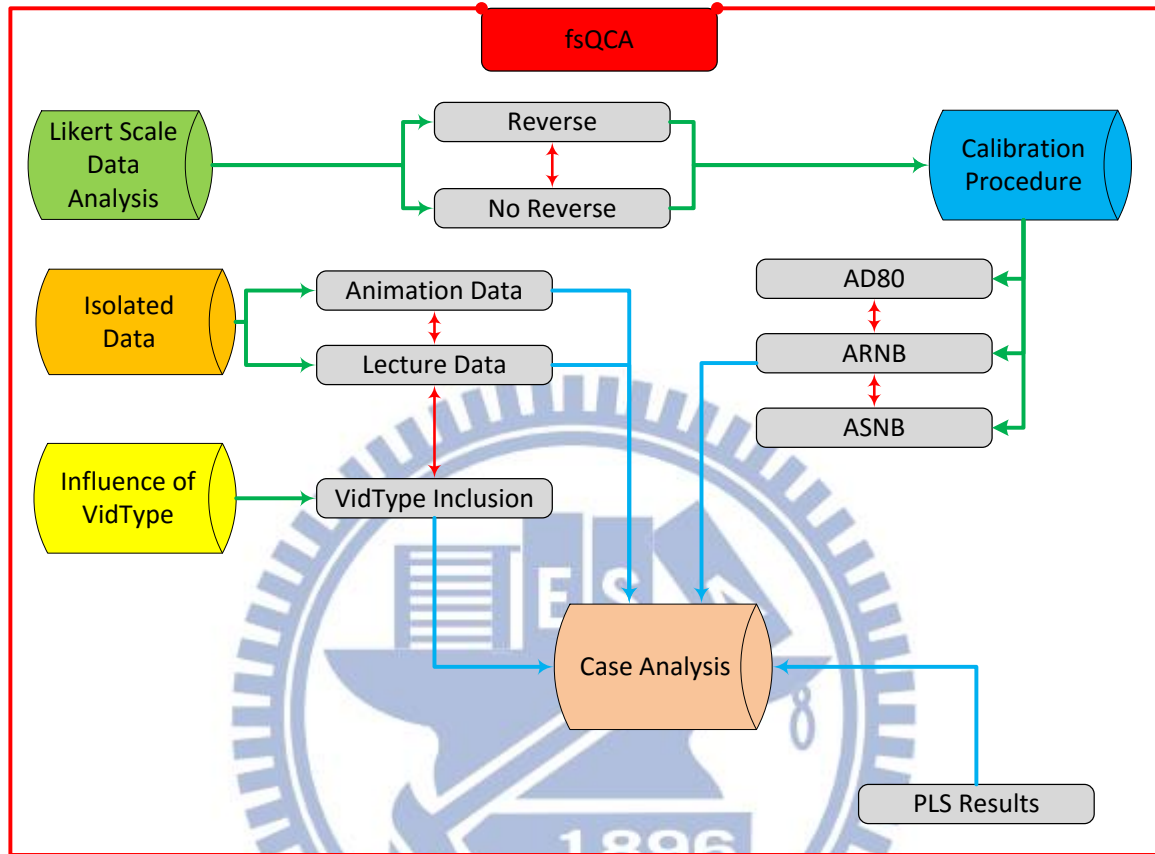 fsQCA
Likert Scale
Data
Analysis
Reverse
No Reverse
Calibration
Procedure
Isolated
Data
Animation Data
Lecture Data
AD80
ARNB
ASNB
Influence of
VidType
VidType Inclusion
E S
Case Analysis
PLS Results
1896